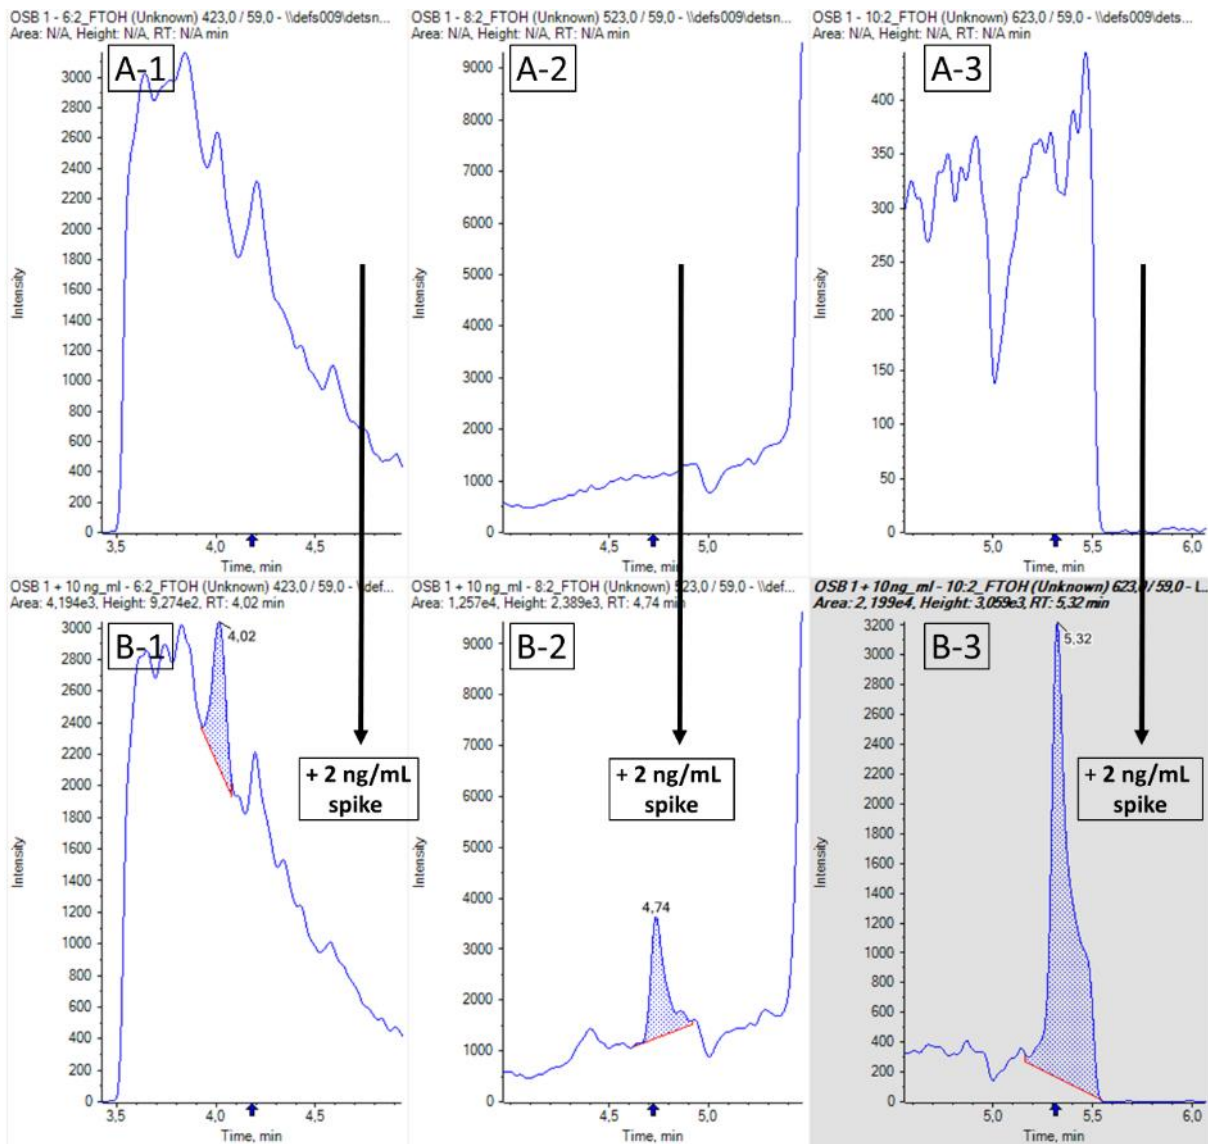 OSB 1 - 6:2_FTOH (Unknown) 423,0 / 59,0 - \\defs009\detsn...
Area: N/A, Height: N/A, RT: N/A min
A-1
Intensity
3000
2800
2600
2400
2200
2000
1800
1600
1400
1200
1000
800
600
400
200
0
3,5 4,0 4,5
Time, min
OSB 1 - 8:2_FTOH (Unknown) 523,0 / 59,0 - \\defs009\detsn...
Area: N/A, Height: N/A, RT: N/A min
A-2
Intensity
9000
8000
7000
6000
5000
4000
3000
2000
1000
0
4,5 5,0
Time, min
OSB 1 - 10:2_FTOH (Unknown) 623,0 / 59,0 - \\defs009\detsn...
Area: N/A, Height: N/A, RT: N/A min
A-3
Intensity
400
350
300
250
200
150
100
50
0
5,0 5,5 6,0
Time, min
OSB 1 + 10 ng_ml - 6:2_FTOH (Unknown) 423,0 / 59,0 - \\def...
Area: 4,194e3, Height: 9,274e2, RT: 4,02 min
B-1
4,02
Intensity
3000
2800
2600
2400
2200
2000
1800
1600
1400
1200
1000
800
600
400
200
0
+ 2 ng/mL
spike
3,5 4,0 4,5
Time, min
OSB 1 + 10 ng_ml - 8:2_FTOH (Unknown) 523,0 / 59,0 - \\def...
Area: 1,257e4, Height: 2,389e3, RT: 4,74 min
B-2
4,74
Intensity
9000
8000
7000
6000
5000
4000
3000
2000
1000
0
+ 2 ng/mL
spike
4,5 5,0
Time, min
OSB 1 + 10 ng_ml - 10:2_FTOH (Unknown) 623,0 / 59,0 - \...
Area: 2,199e4, Height: 3,059e3, RT: 5,32 min
B-3
5,32
Intensity
3200
3000
2800
2600
2400
2200
2000
1800
1600
1400
1200
1000
800
600
400
200
0
+ 2 ng/mL
spike
5,0 5,5 6,0
Time, min